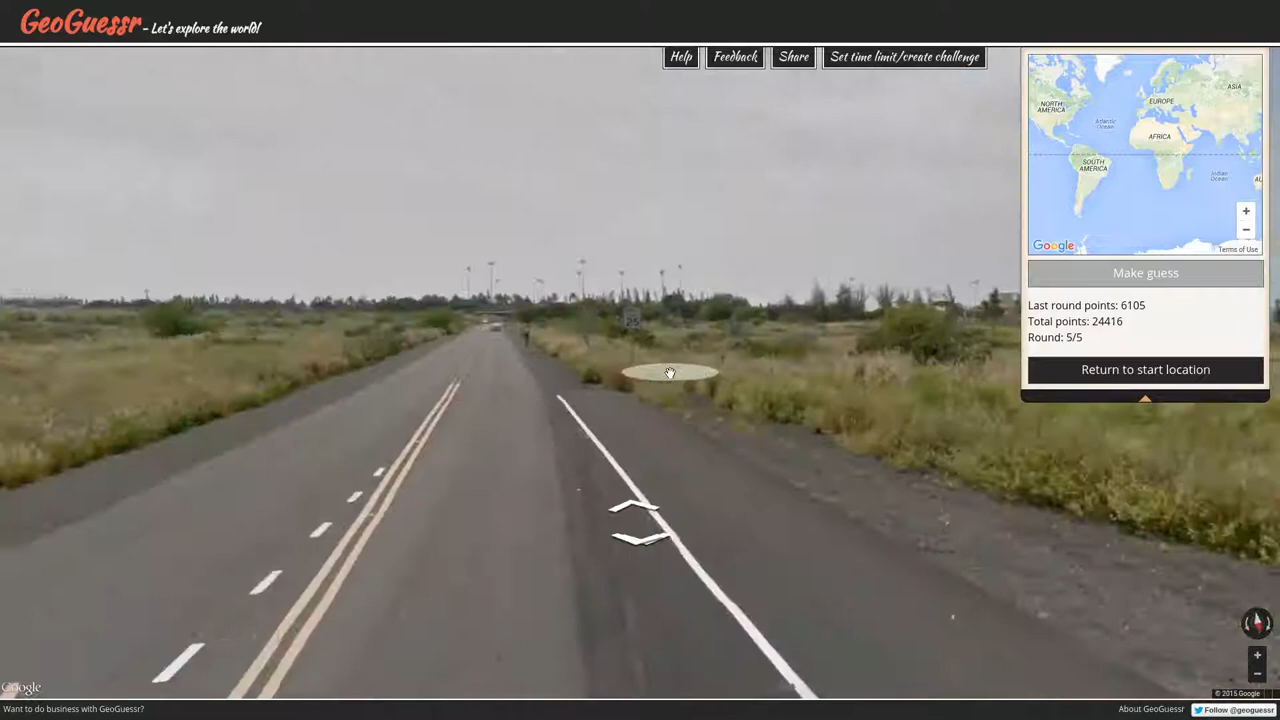 GeoGuessr - Let's explore the world!
Help
Feedback
Share
Set time limit/create challenge
NORTH AMERICA
EUROPE
ASIA
Atlantic Ocean
AFRICA
SOUTH AMERICA
Indian Ocean
AU
+
−
Google
Terms of Use
Make guess
Last round points: 6105
Total points: 24416
Round: 5/5
Return to start location
25
Google
+
−
© 2015 Google
Want to do business with GeoGuessr?
About GeoGuessr
Follow @geoguessr